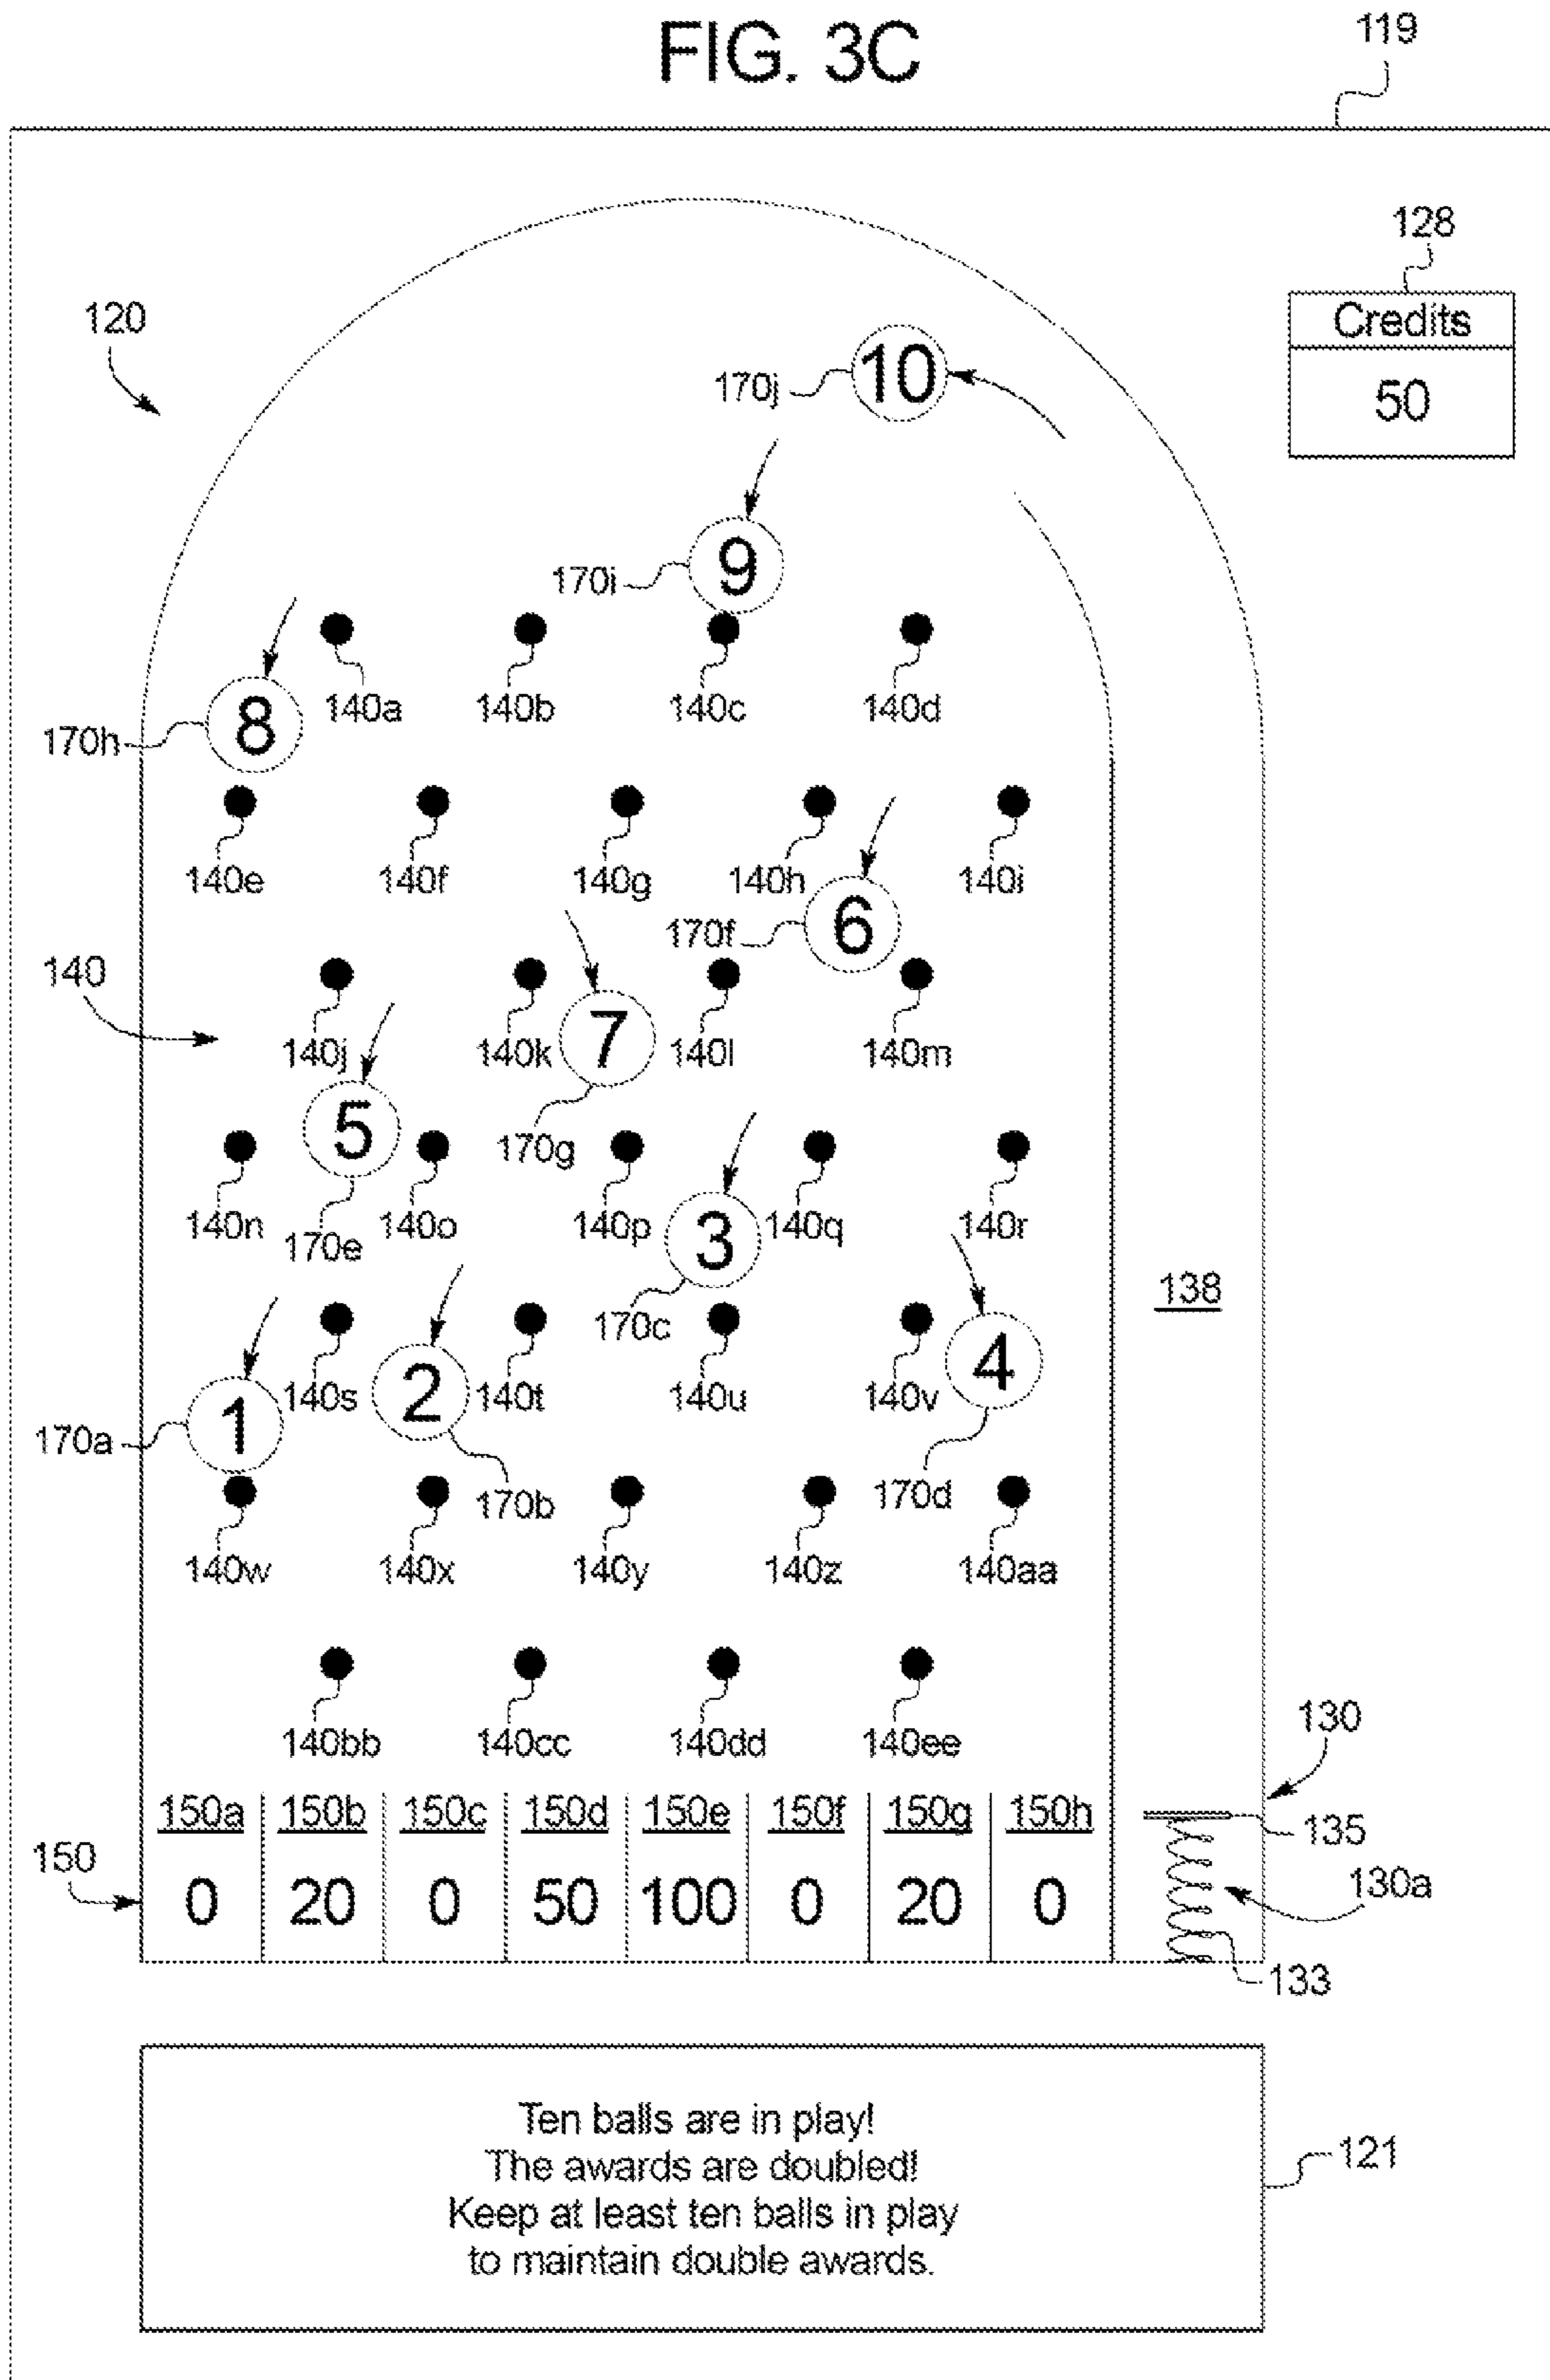 FIG. 3C
119
128
Credits
50
120
10
170j
9
170i
140a 140b 140c 140d
8
170h
140e 140f 140g 140h 140i
6
170f
140
140j 140k 140l 140m
7
170g
5
170e
140n 140o 140p 140q 140r
3
170c
138
140s 140t 140u 140v
4
170d
1
170a
2
170b
140w 140x 140y 140z 140aa
140bb 140cc 140dd 140ee
130
150a 150b 150c 150d 150e 150f 150g 150h
135
150
0 20 0 50 100 0 20 0
130a
133
Ten balls are in play!
The awards are doubled!
Keep at least ten balls in play
to maintain double awards.
121